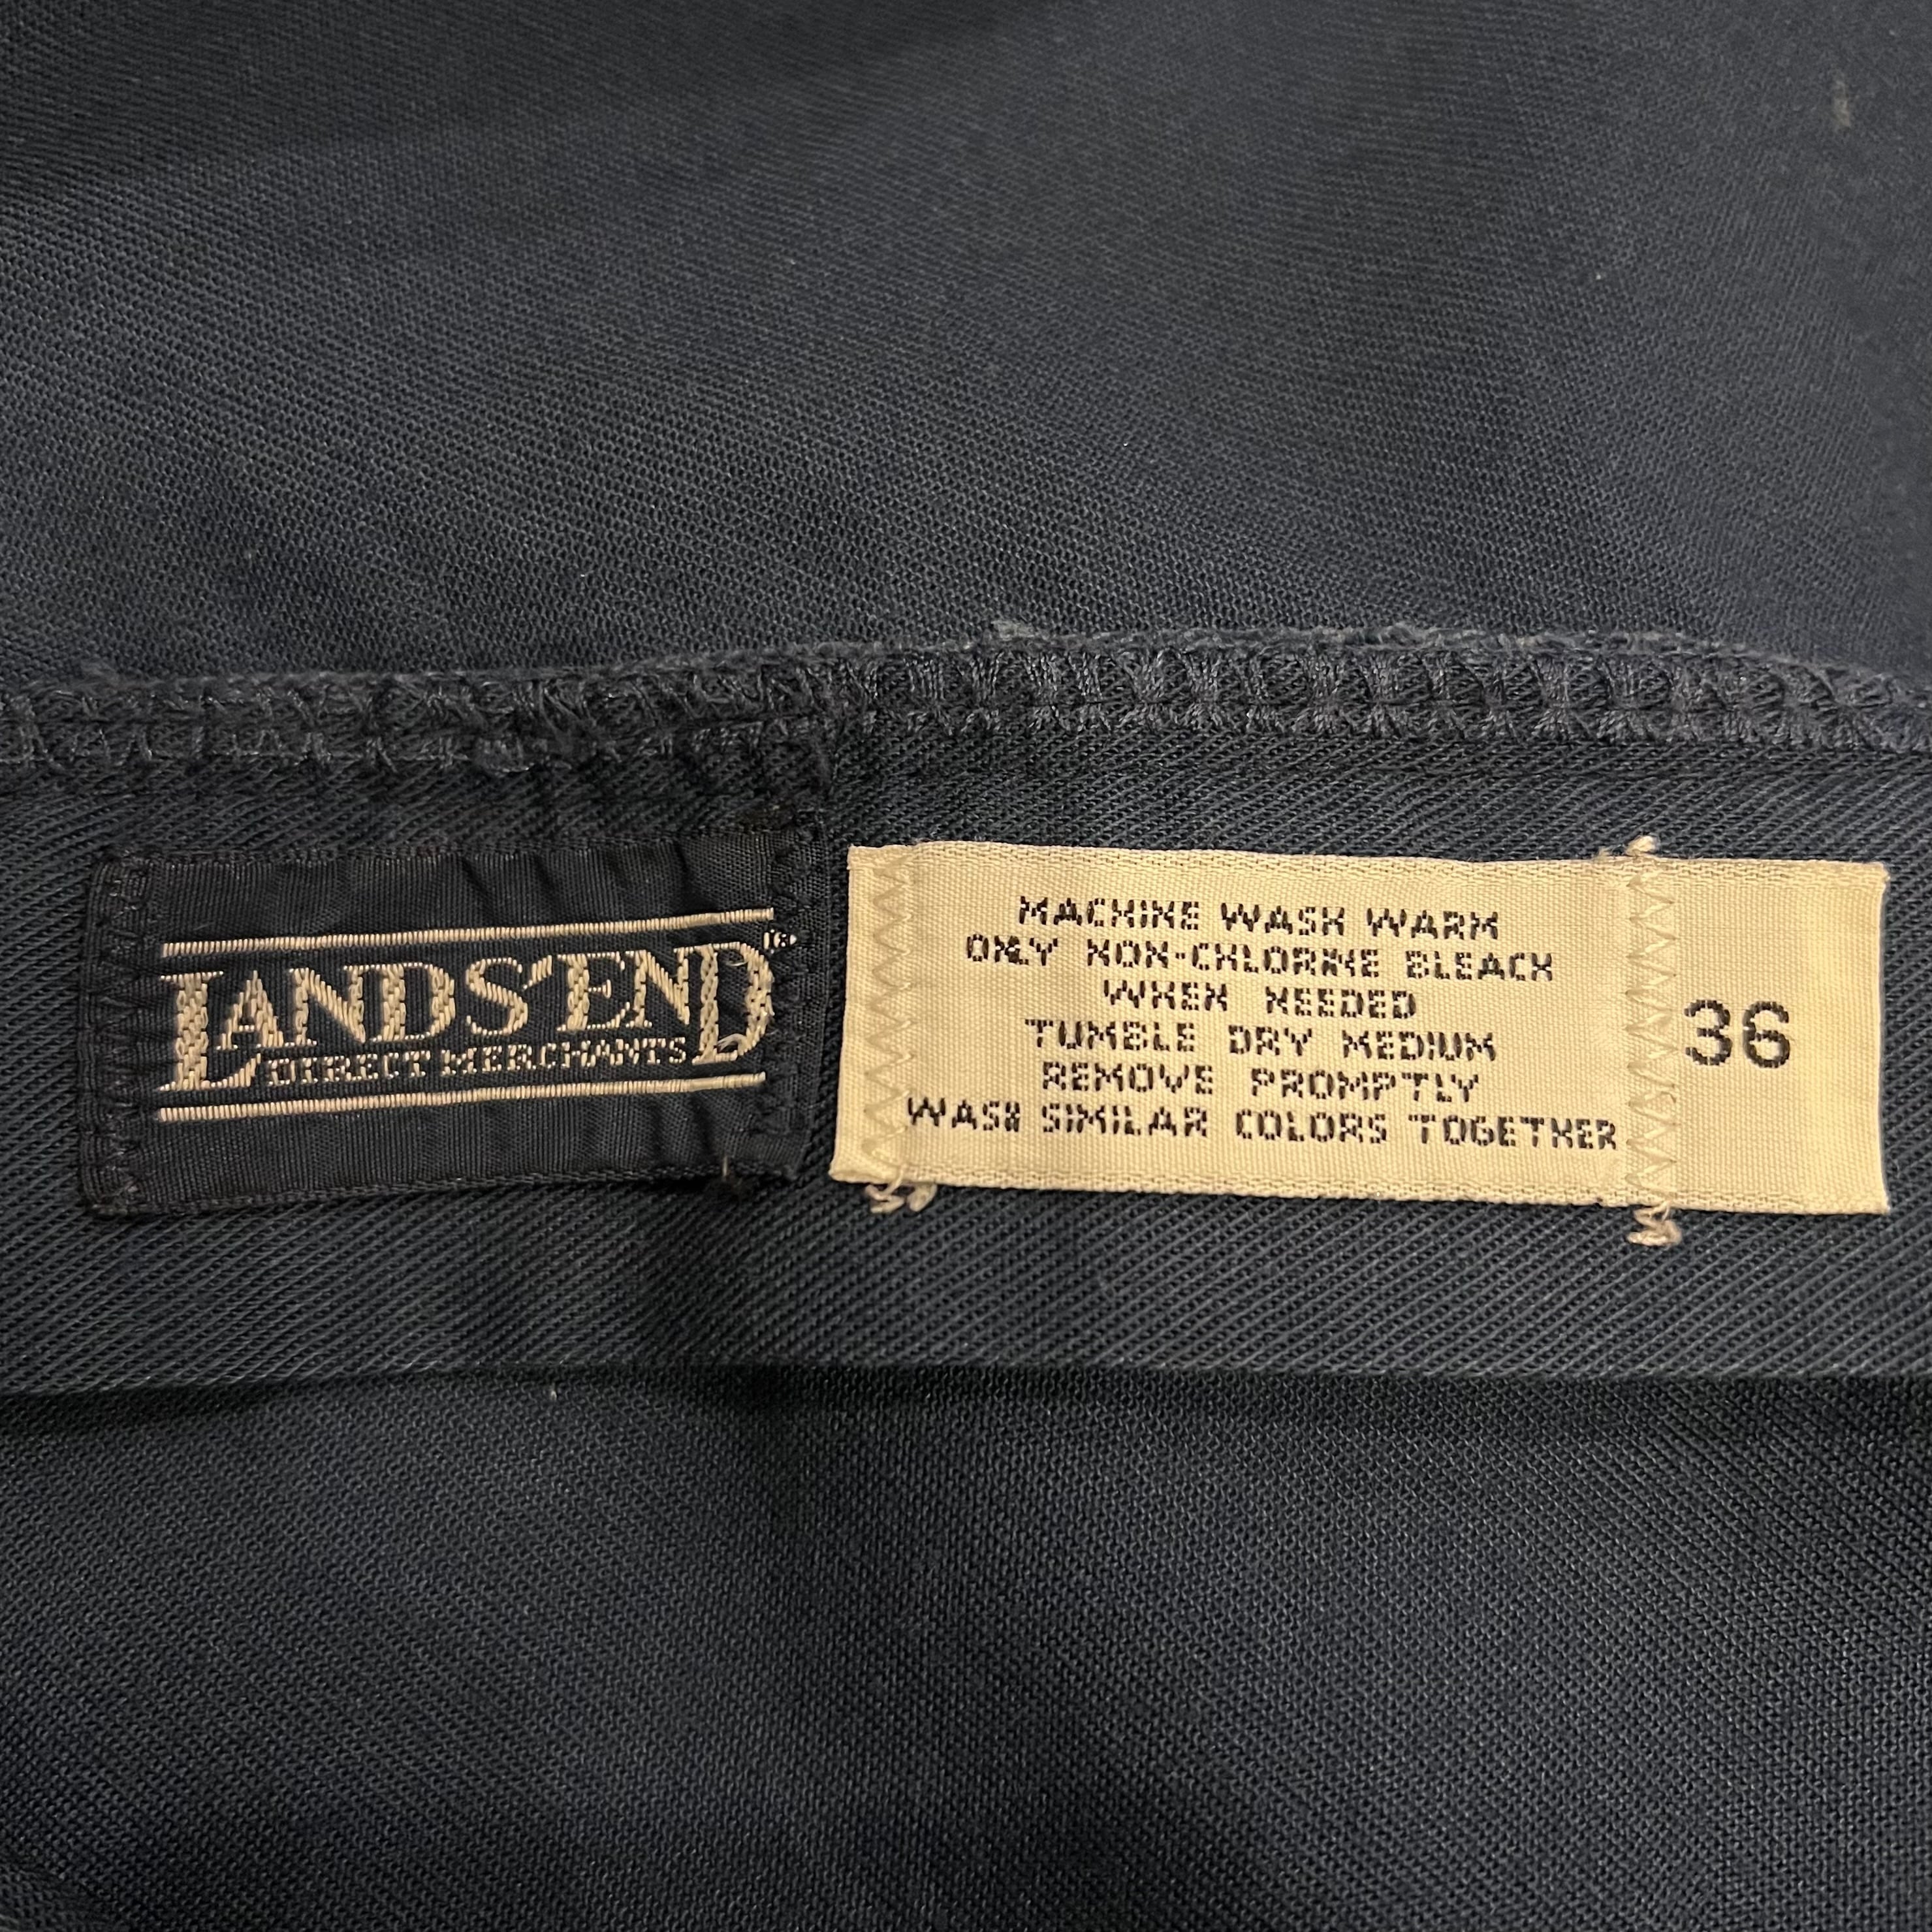 LANDS'END®
DIRECT MERCHANTS
MACHINE WASH WARM
ONLY NON-CHLORINE BLEACH
WHEN NEEDED
TUMBLE DRY MEDIUM
REMOVE PROMPTLY
WASH SIMILAR COLORS TOGETHER
36